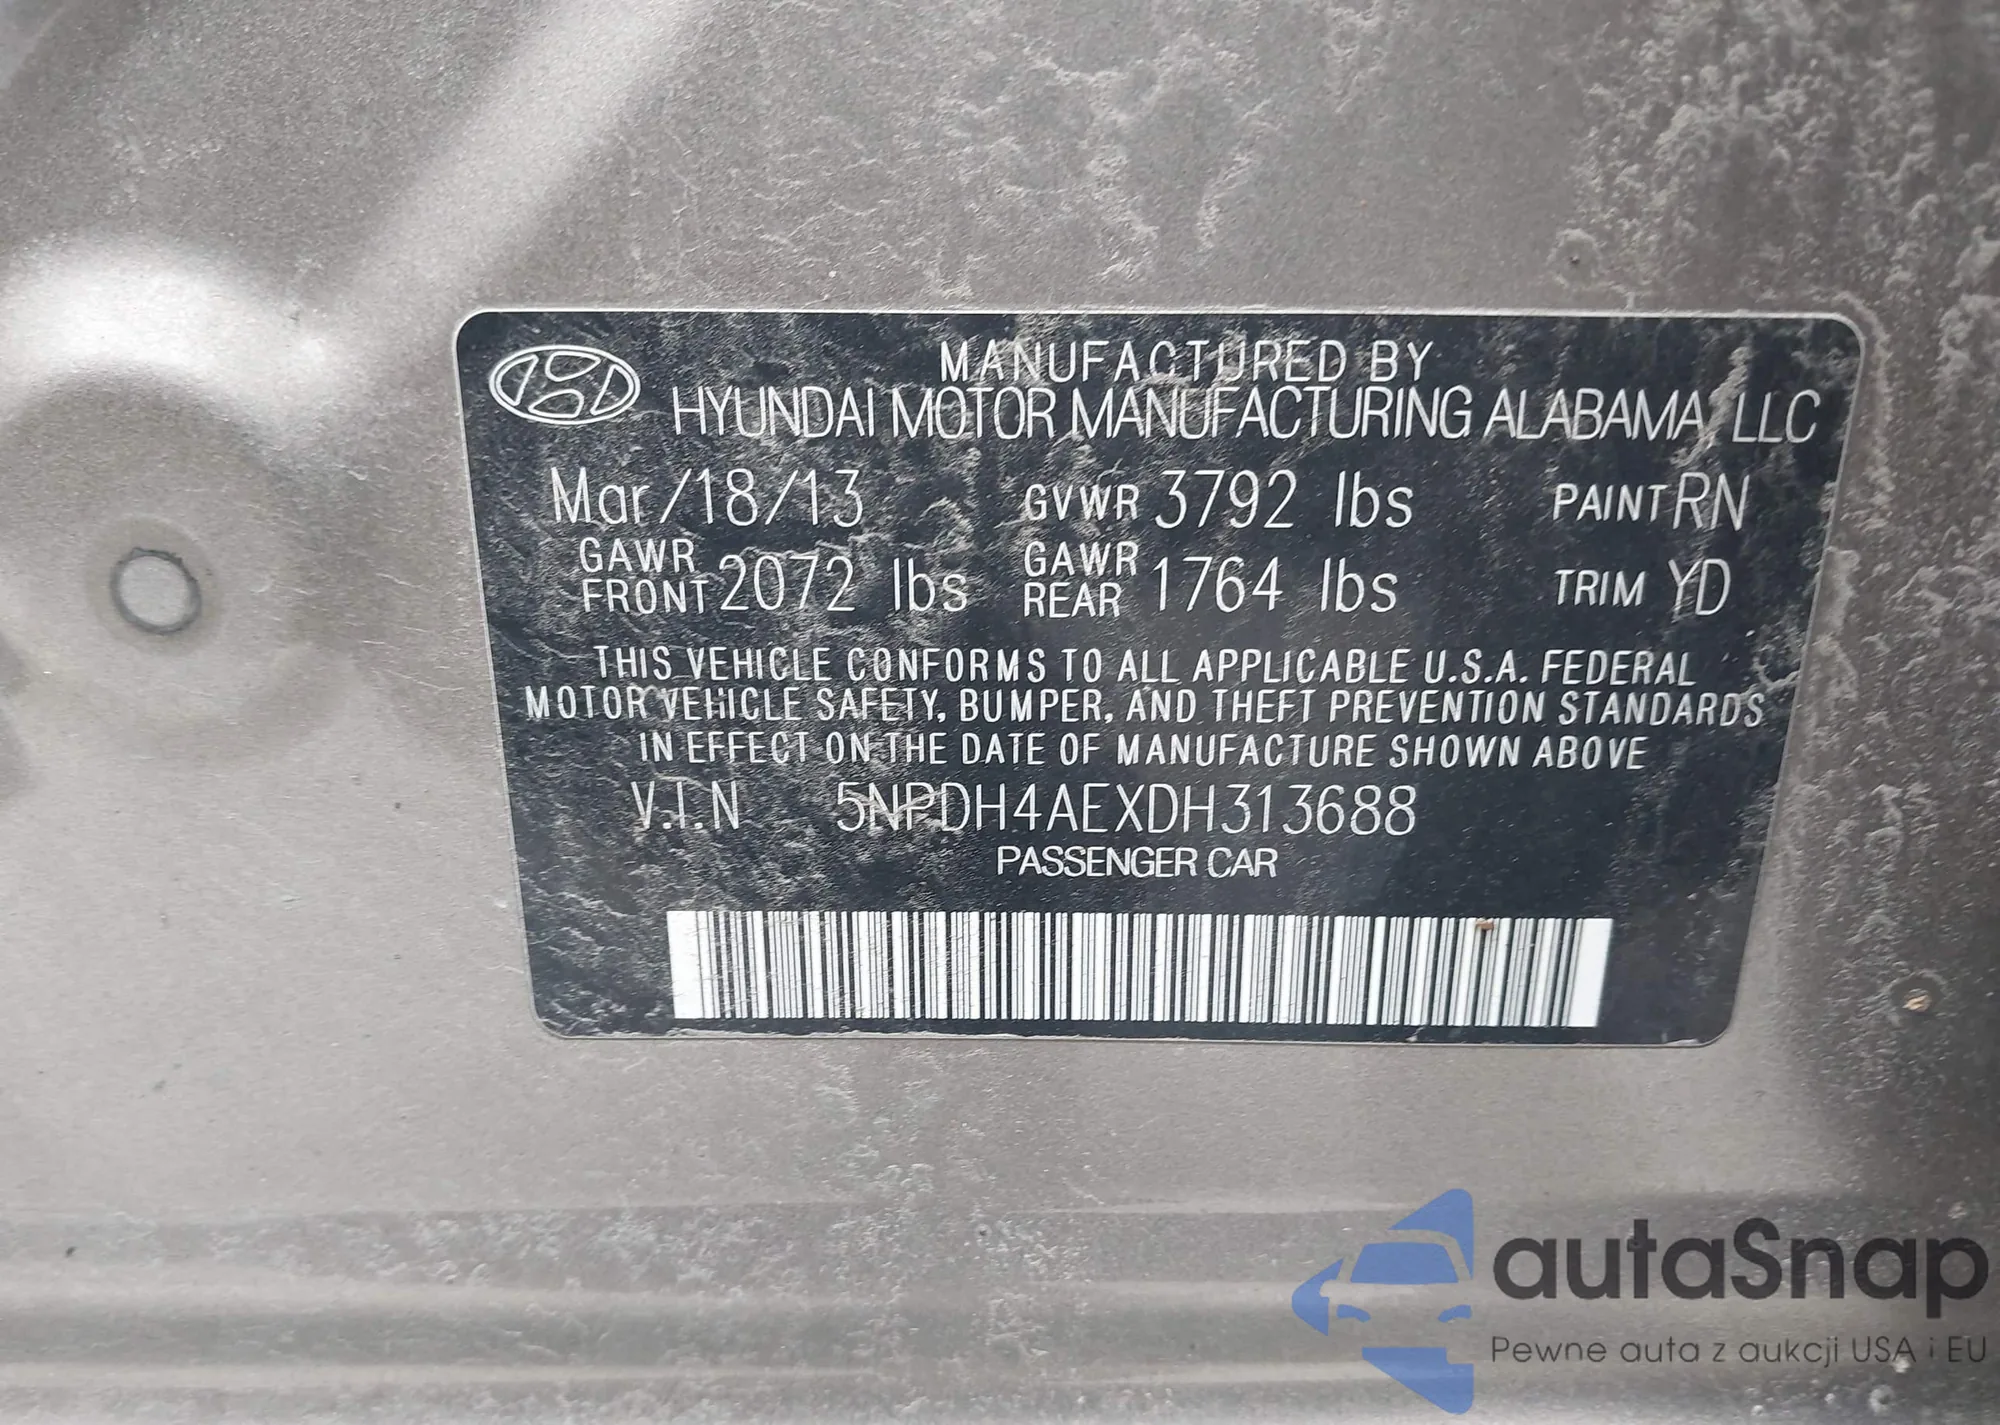 MANUFACTURED BY
HYUNDAI MOTOR MANUFACTURING ALABAMA, LLC
Mar/18/13 GVWR 3792 lbs PAINT RN
GAWR FRONT 2072 lbs GAWR REAR 1764 lbs TRIM YD
THIS VEHICLE CONFORMS TO ALL APPLICABLE U.S.A. FEDERAL
MOTOR VEHICLE SAFETY, BUMPER, AND THEFT PREVENTION STANDARDS
IN EFFECT ON THE DATE OF MANUFACTURE SHOWN ABOVE
V.I.N 5NPDH4AEXDH313688
PASSENGER CAR
autaSnap
Pewne auta z aukcji USA i EU